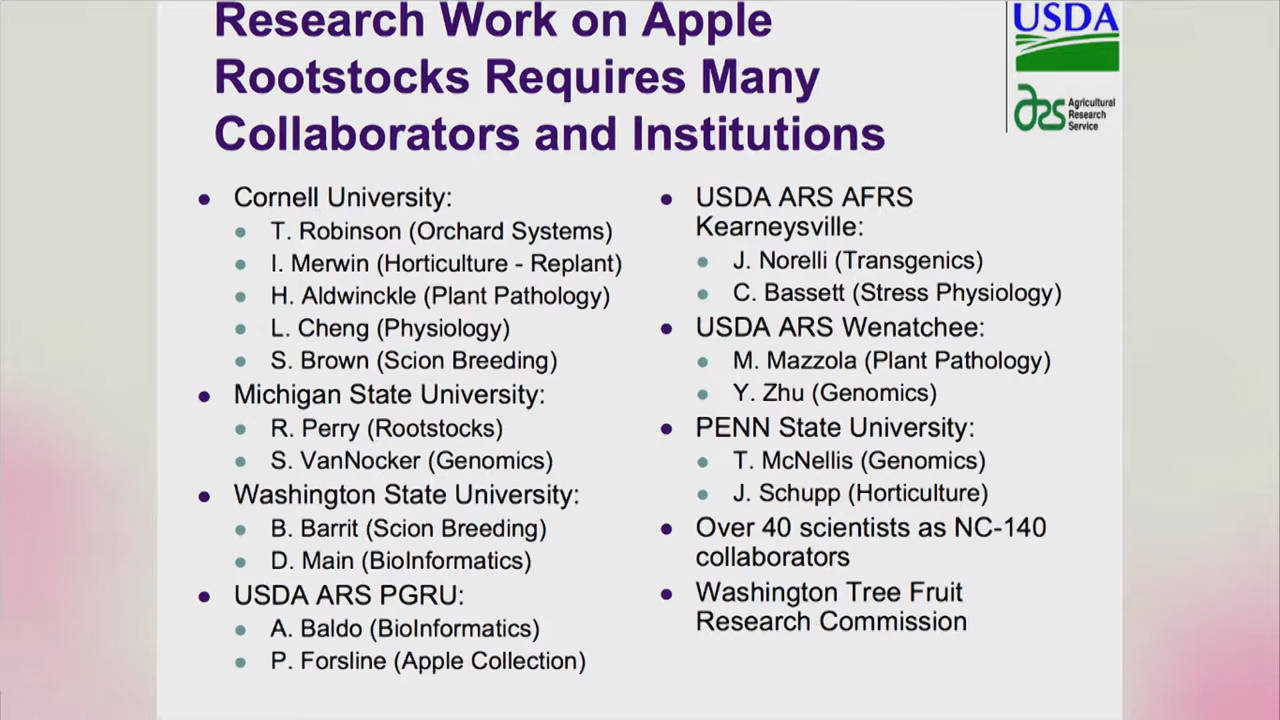 Research Work on Apple
Rootstocks Requires Many
Collaborators and Institutions
USDA
ars
Agricultural
Research
Service
• Cornell University:
• T. Robinson (Orchard Systems)
• I. Merwin (Horticulture - Replant)
• H. Aldwinckle (Plant Pathology)
• L. Cheng (Physiology)
• S. Brown (Scion Breeding)
• Michigan State University:
• R. Perry (Rootstocks)
• S. VanNocker (Genomics)
• Washington State University:
• B. Barrit (Scion Breeding)
• D. Main (BioInformatics)
• USDA ARS PGRU:
• A. Baldo (BioInformatics)
• P. Forsline (Apple Collection)
• USDA ARS AFRS
Kearneysville:
• J. Norelli (Transgenics)
• C. Bassett (Stress Physiology)
• USDA ARS Wenatchee:
• M. Mazzola (Plant Pathology)
• Y. Zhu (Genomics)
• PENN State University:
• T. McNellis (Genomics)
• J. Schupp (Horticulture)
• Over 40 scientists as NC-140
collaborators
• Washington Tree Fruit
Research Commission